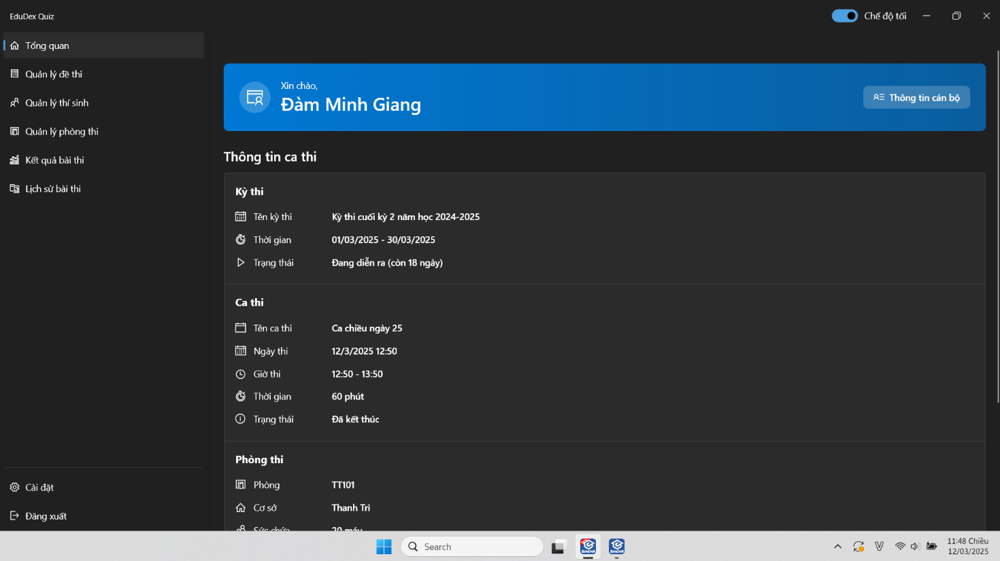 EduDex Quiz
Chế độ tối
Tổng quan
Quản lý đề thi
Quản lý thí sinh
Quản lý phòng thi
Kết quả bài thi
Lịch sử bài thi
Cài đặt
Đăng xuất
Xin chào,
Đàm Minh Giang
Thông tin cán bộ
Thông tin ca thi
Kỳ thi
Tên kỳ thi Kỳ thi cuối kỳ 2 năm học 2024-2025
Thời gian 01/03/2025 - 30/03/2025
Trạng thái Đang diễn ra (còn 18 ngày)
Ca thi
Tên ca thi Ca chiều ngày 25
Ngày thi 12/3/2025 12:50
Giờ thi 12:50 - 13:50
Thời gian 60 phút
Trạng thái Đã kết thúc
Phòng thi
Phòng TT101
Cơ sở Thanh Trì
Sức chứa 20 máy
Search
11:48 Chiều
12/03/2025